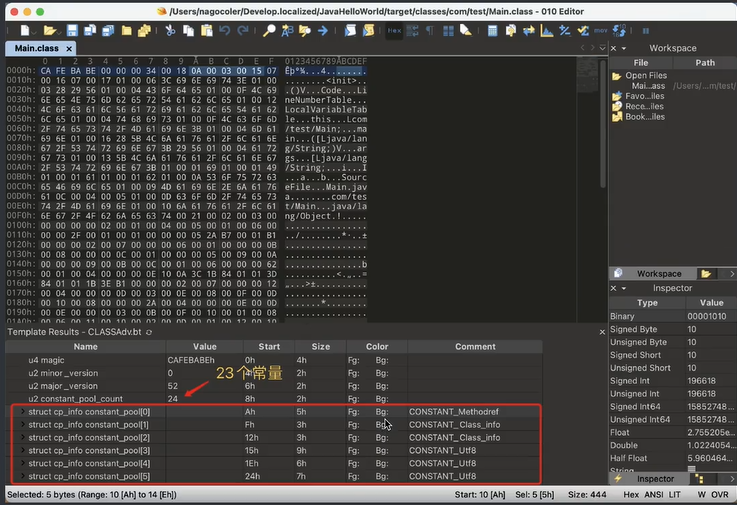 /Users/nagocoler/Develop.localized/JavaHelloWorld/target/classes/com/test/Main.class - 010 Editor
Main.class
Workspace
File Path
Open Files
Ma...ass /Users/...m/test/
Favo...iles
Rece...iles
Book...iles
0 1 2 3 4 5 6 7 8 9 A B C D E F 0123456789ABCDEF
0000h: CA FE BA BE 00 00 00 34 00 18 0A 00 03 00 15 07
0010h: 00 16 07 00 17 01 00 06 3C 69 6E 69 74 3E 01 00 ........<init>..
0020h: 03 28 29 56 01 00 04 43 6F 64 65 01 00 0F 4C 69 .()V...Code...Li
0030h: 6E 65 4E 75 6D 62 65 72 54 61 62 6C 65 01 00 12 neNumberTable...
0040h: 4C 6F 63 61 6C 56 61 72 69 61 62 6C 65 54 61 62 LocalVariableTab
0050h: 6C 65 01 00 04 74 68 69 73 01 00 0F 4C 63 6F 6D le...this...Lcom
0060h: 2F 74 65 73 74 2F 4D 61 69 6E 3B 01 00 04 6D 61 /test/Main;...ma
0070h: 69 6E 01 00 16 28 5B 4C 6A 61 76 61 2F 6C 61 6E in...([Ljava/lan
0080h: 67 2F 53 74 72 69 6E 67 3B 29 56 01 00 04 61 72 g/String;)V...ar
0090h: 67 73 01 00 13 5B 4C 6A 61 76 61 2F 6C 61 6E 67 gs...[Ljava/lang
00A0h: 2F 53 74 72 69 6E 67 3B 01 00 01 69 01 00 01 49 /String;...i...I
00B0h: 01 00 01 61 01 00 01 62 01 00 0A 53 6F 75 72 63 ...a...b...Sourc
00C0h: 65 46 69 6C 65 01 00 09 4D 61 69 6E 2E 6A 61 76 eFile...Main.jav
00D0h: 61 0C 00 04 00 05 01 00 0D 63 6F 6D 2F 74 65 73 a........com/tes
00E0h: 74 2F 4D 61 69 6E 01 00 10 6A 61 76 61 2F 6C 61 t/Main...java/la
00F0h: 6E 67 2F 4F 62 6A 65 63 74 00 21 00 02 00 03 00 ng/Object.!.....
Workspace
Inspector
Type Value
Binary 00001010
Signed Byte 10
Unsigned Byte 10
Signed Short 10
Unsigned Short 10
Signed Int 196618
Unsigned Int 196618
Signed Int64 15852748...
Unsigned Int64 15852748...
Float 2.755205e...
Double 1.0224054...
Half Float 5.960464...
String
Inspector
Template Results - CLASSAdv.bt
Name Value Start Size Color Comment
u4 magic CAFEBABEh 0h 4h Fg: Bg:
u2 minor_version 0 4h 2h Fg: Bg:
23个常量
u2 major_version 52 6h 2h Fg: Bg:
u2 constant_pool_count 24 8h 2h Fg: Bg:
struct cp_info constant_pool[0] Ah 5h Fg: Bg: CONSTANT_Methodref
struct cp_info constant_pool[1] Fh 3h Fg: Bg: CONSTANT_Class_info
struct cp_info constant_pool[2] 12h 3h Fg: Bg: CONSTANT_Class_info
struct cp_info constant_pool[3] 15h 9h Fg: Bg: CONSTANT_Utf8
struct cp_info constant_pool[4] 1Eh 6h Fg: Bg: CONSTANT_Utf8
struct cp_info constant_pool[5] 24h 7h Fg: Bg: CONSTANT_Utf8
Selected: 5 bytes (Range: 10 [Ah] to 14 [Eh]) Start: 10 [Ah] Sel: 5 [5h] Size: 444 Hex ANSI LIT W OVR